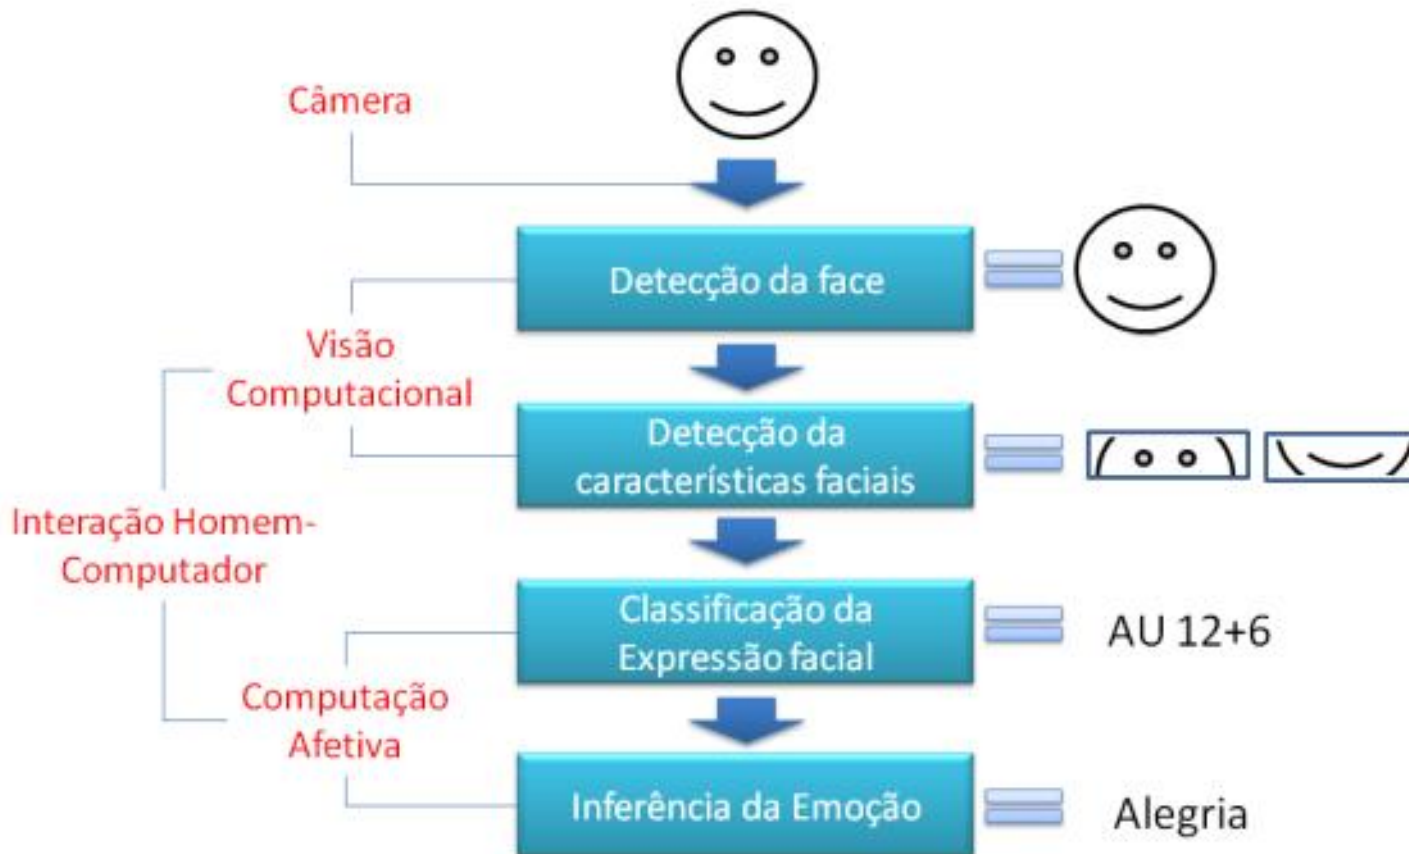 Câmera
Detecção da face
Visão
Computacional
Detecção da
características faciais
Interação Homem-
Computador
Classificação da
Expressão facial
AU 12+6
Computação
Afetiva
Inferência da Emoção
Alegria